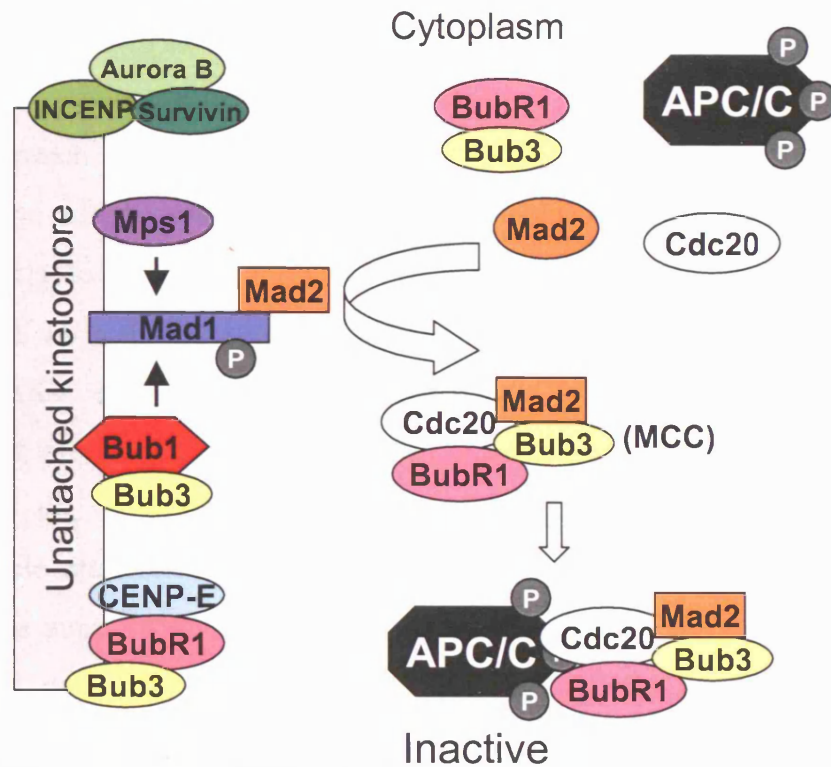 Cytoplasm
Aurora B
INCENP
Survivin
BubR1
Bub3
APC/C
P
P
P
Unattached kinetochore
Mps1
Mad2
Cdc20
Mad2
Mad1
P
Bub1
Bub3
Cdc20
Mad2
Bub3
BubR1
(MCC)
CENP-E
BubR1
Bub3
APC/C
P
P
P
Cdc20
Mad2
Bub3
BubR1
Inactive